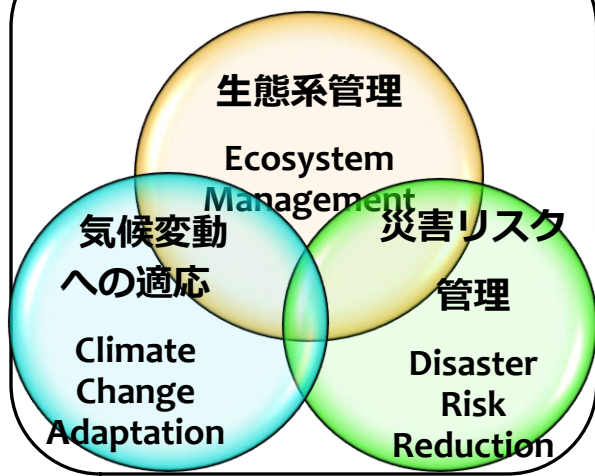 生態系管理
Ecosystem
Management
気候変動
への適応
Climate
Change
Adaptation
災害リスク
管理
Disaster
Risk
Reduction